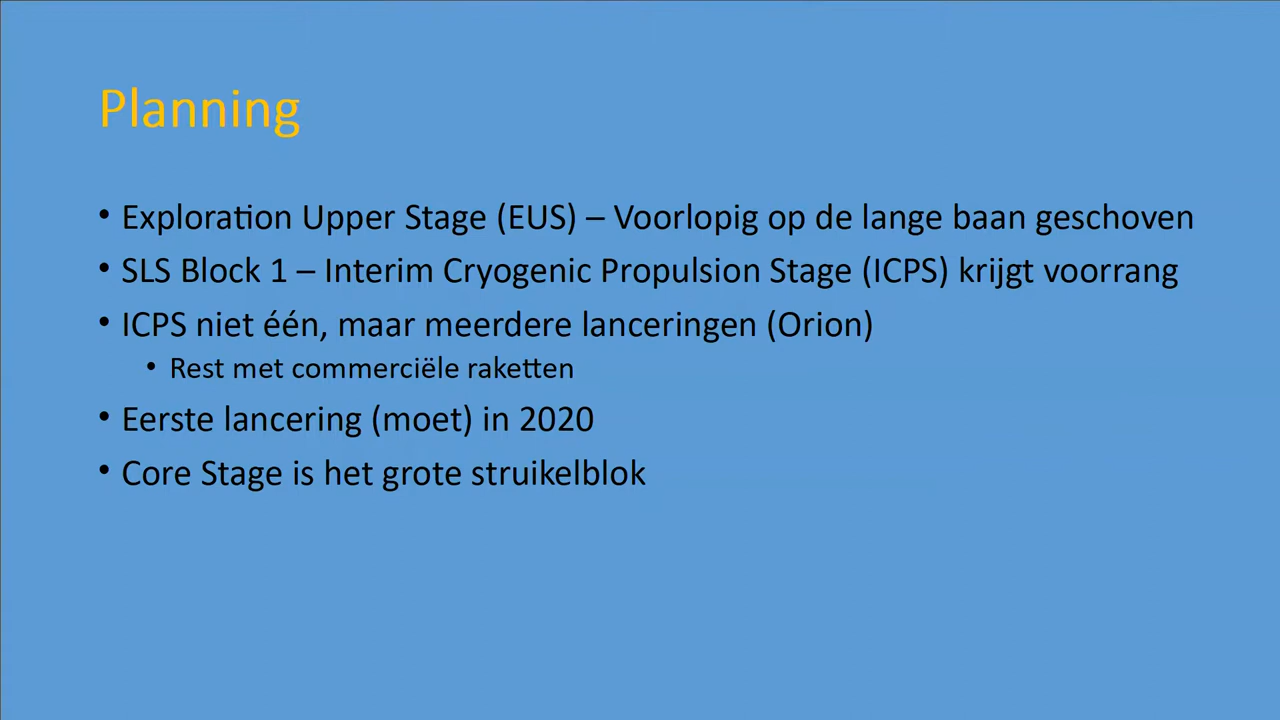 Planning
• Exploration Upper Stage (EUS) – Voorlopig op de lange baan geschoven
• SLS Block 1 – Interim Cryogenic Propulsion Stage (ICPS) krijgt voorrang
• ICPS niet één, maar meerdere lanceringen (Orion)
• Rest met commerciële raketten
• Eerste lancering (moet) in 2020
• Core Stage is het grote struikelblok